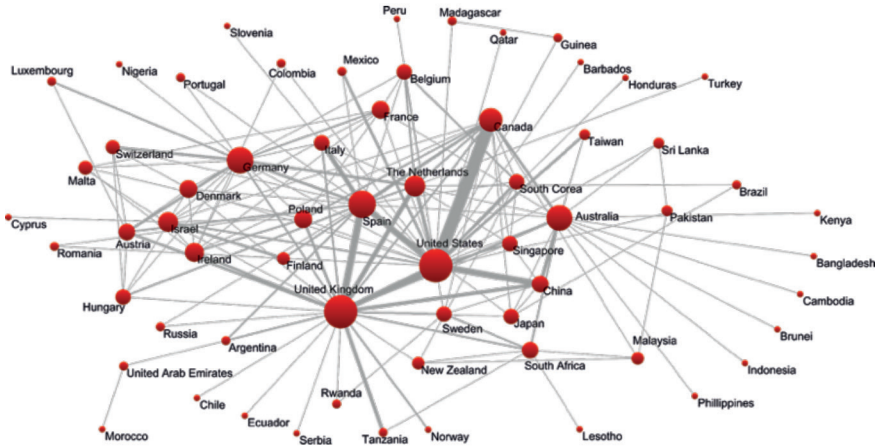 Peru
Madagascar
Slovenia
Qatar
Guinea
Luxembourg
Nigeria
Portugal
Colombia
Mexico
Belgium
Barbados
Honduras
Turkey
France
Canada
Switzerland
Germany
Italy
The Netherlands
Taiwan
Sri Lanka
Malta
Denmark
South Corea
Brazil
Cyprus
Austria
Israel
Poland
Spain
Australia
Pakistan
Kenya
Romania
Ireland
Finland
United States
Singapore
Bangladesh
Hungary
United Kingdom
China
Cambodia
Russia
Argentina
Sweden
Japan
Malaysia
Brunei
United Arab Emirates
Rwanda
New Zealand
South Africa
Indonesia
Chile
Phillippines
Morocco
Ecuador
Serbia
Tanzania
Norway
Lesotho